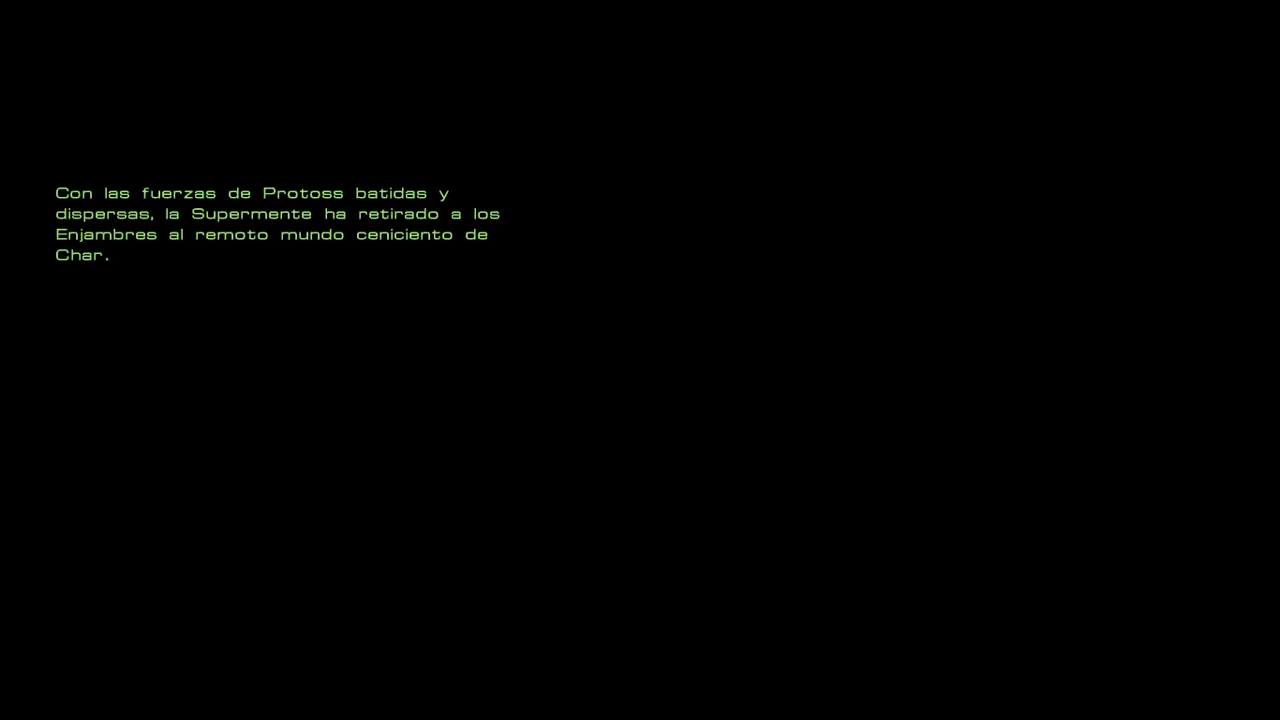 Con las fuerzas de Protoss batidas y
dispersas, la Supermente ha retirado a los
Enjambres al remoto mundo ceniciento de
Char.